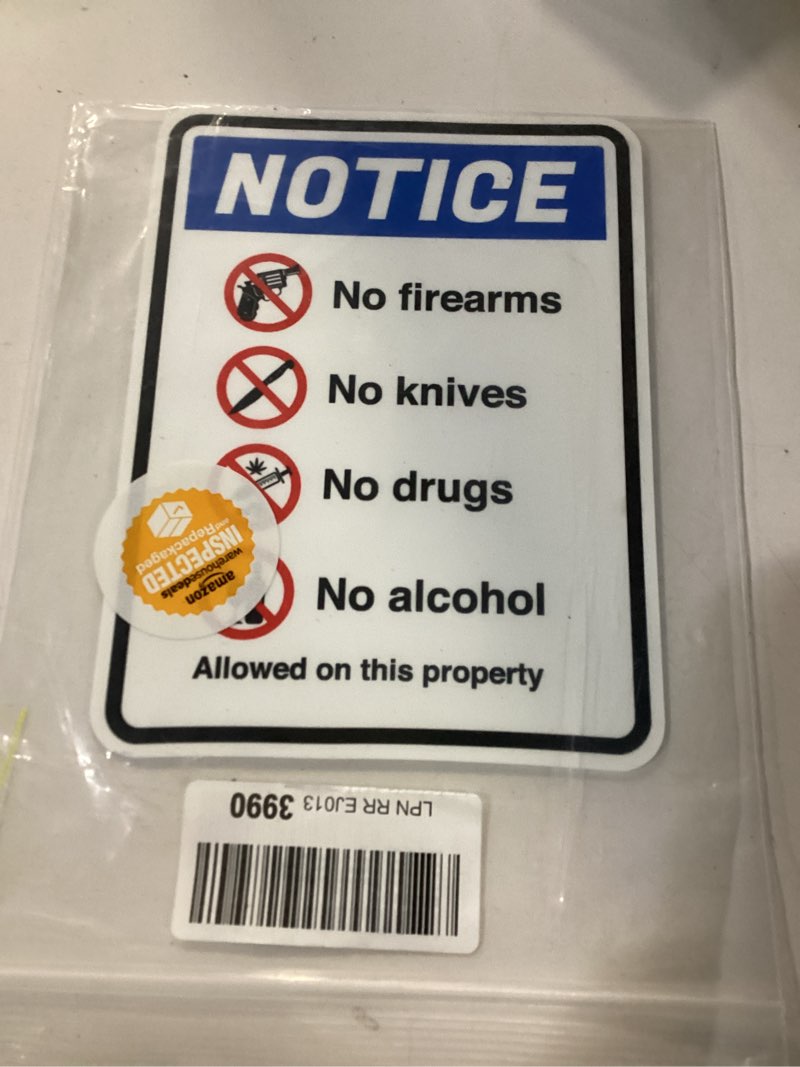 NOTICE
No firearms
No knives
No drugs
No alcohol
Allowed on this property
amazon
warehousedeals
INSPECTED
and Repackaged
LPN RR EJ013 3990